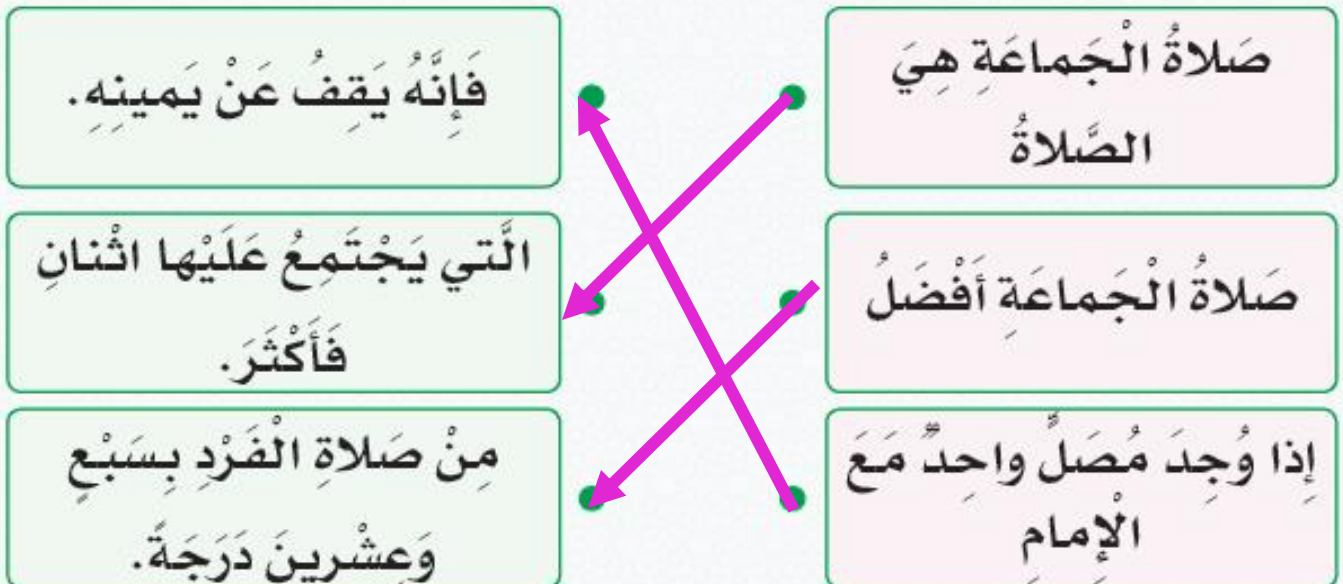 صَلاةُ الْجَماعَةِ هِيَ
الصَّلاةُ
فَإِنَّهُ يَقِفُ عَنْ يَمينِهِ.
صَلاةُ الْجَماعَةِ أَفْضَلُ
الَّتي يَجْتَمِعُ عَلَيْها اثْنانِ
فَأَكْثَرَ.
إِذا وُجِدَ مُصَلٍّ واحِدٌ مَعَ
الْإِمامِ
مِنْ صَلاةِ الْفَرْدِ بِسَبْعٍ
وَعِشْرينَ دَرَجَةً.